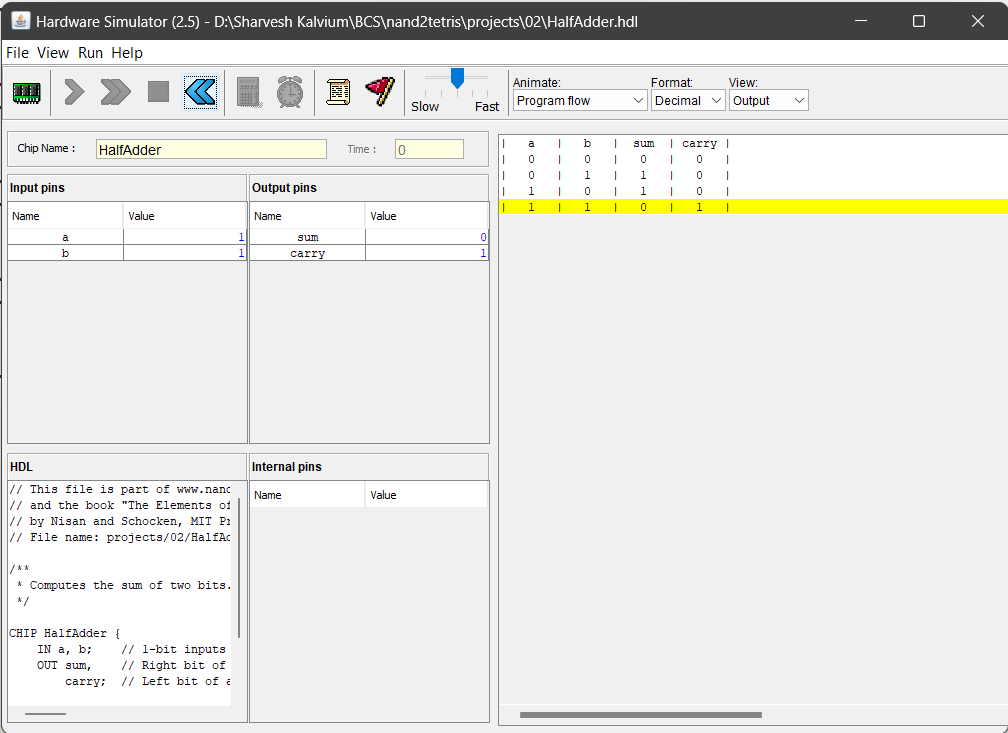 Hardware Simulator (2.5) - D:\Sharvesh Kalvium\BCS\nand2tetris\projects\02\HalfAdder.hdl
File View Run Help
Slow Fast
Animate: Format: View:
Program flow Decimal Output
Chip Name : HalfAdder Time : 0
Input pins
Name Value
a 1
b 1
Output pins
Name Value
sum 0
carry 1
HDL
// This file is part of www.nand
// and the book "The Elements of
// by Nisan and Schocken, MIT Pr
// File name: projects/02/HalfAd
/**
* Computes the sum of two bits.
*/
CHIP HalfAdder {
IN a, b; // 1-bit inputs
OUT sum, // Right bit of
carry; // Left bit of a
Internal pins
Name Value
| a | b | sum | carry |
| 0 | 0 | 0 | 0 |
| 0 | 1 | 1 | 0 |
| 1 | 0 | 1 | 0 |
| 1 | 1 | 0 | 1 |